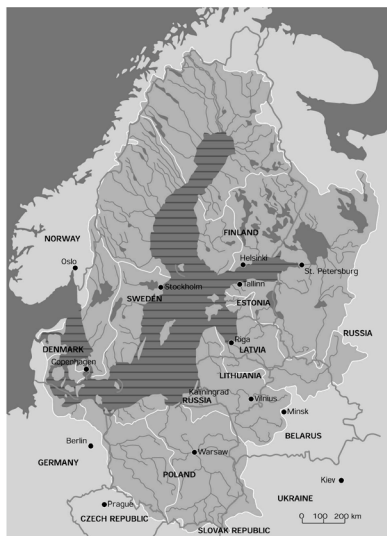 FINLAND
NORWAY
Oslo
Helsinki
St. Petersburg
Stockholm
Tallinn
SWEDEN
ESTONIA
RUSSIA
Riga
DENMARK
LATVIA
Copenhagen
LITHUANIA
Kaliningrad
RUSSIA
Vilnius
Minsk
BELARUS
Berlin
Warsaw
GERMANY
POLAND
Kiev
UKRAINE
Prague
CZECH REPUBLIC
SLOVAK REPUBLIC
0 100 200 km